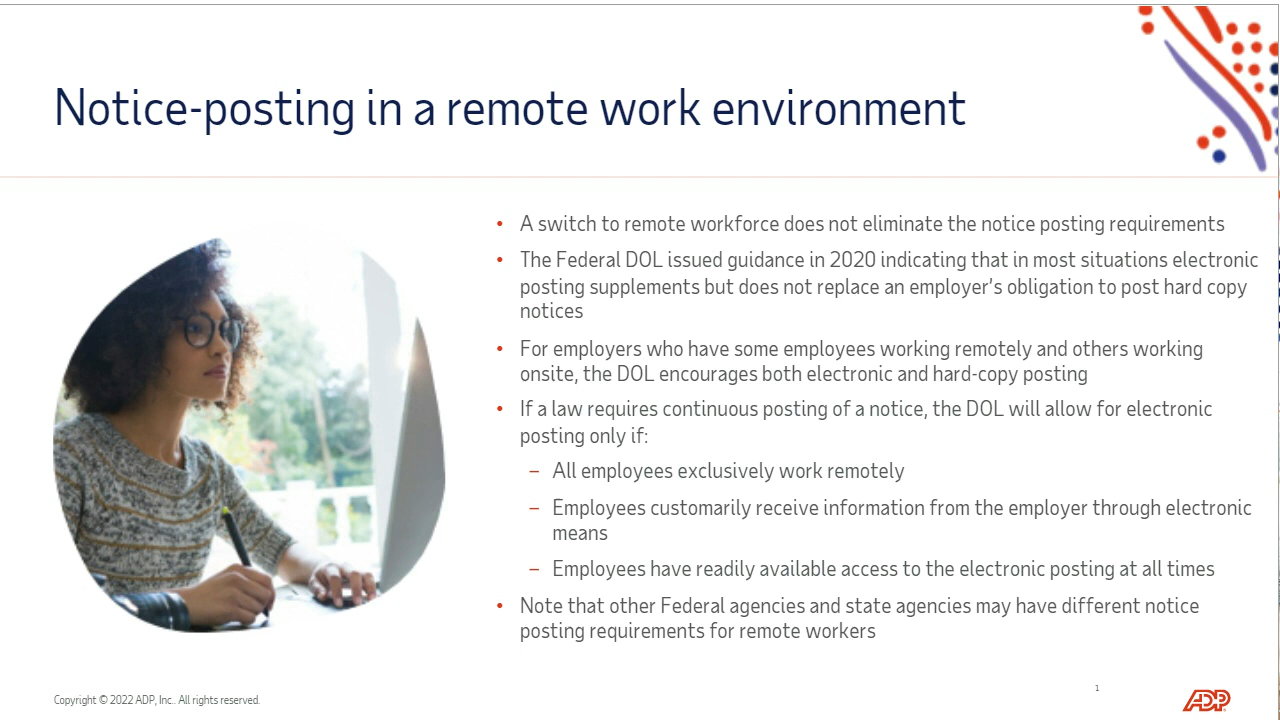 Notice-posting in a remote work environment
• A switch to remote workforce does not eliminate the notice posting requirements
• The Federal DOL issued guidance in 2020 indicating that in most situations electronic
posting supplements but does not replace an employer's obligation to post hard copy
notices
• For employers who have some employees working remotely and others working
onsite, the DOL encourages both electronic and hard-copy posting
• If a law requires continuous posting of a notice, the DOL will allow for electronic
posting only if:
– All employees exclusively work remotely
– Employees customarily receive information from the employer through electronic
means
– Employees have readily available access to the electronic posting at all times
• Note that other Federal agencies and state agencies may have different notice
posting requirements for remote workers
Copyright © 2022 ADP, Inc.. All rights reserved.
1
ADP